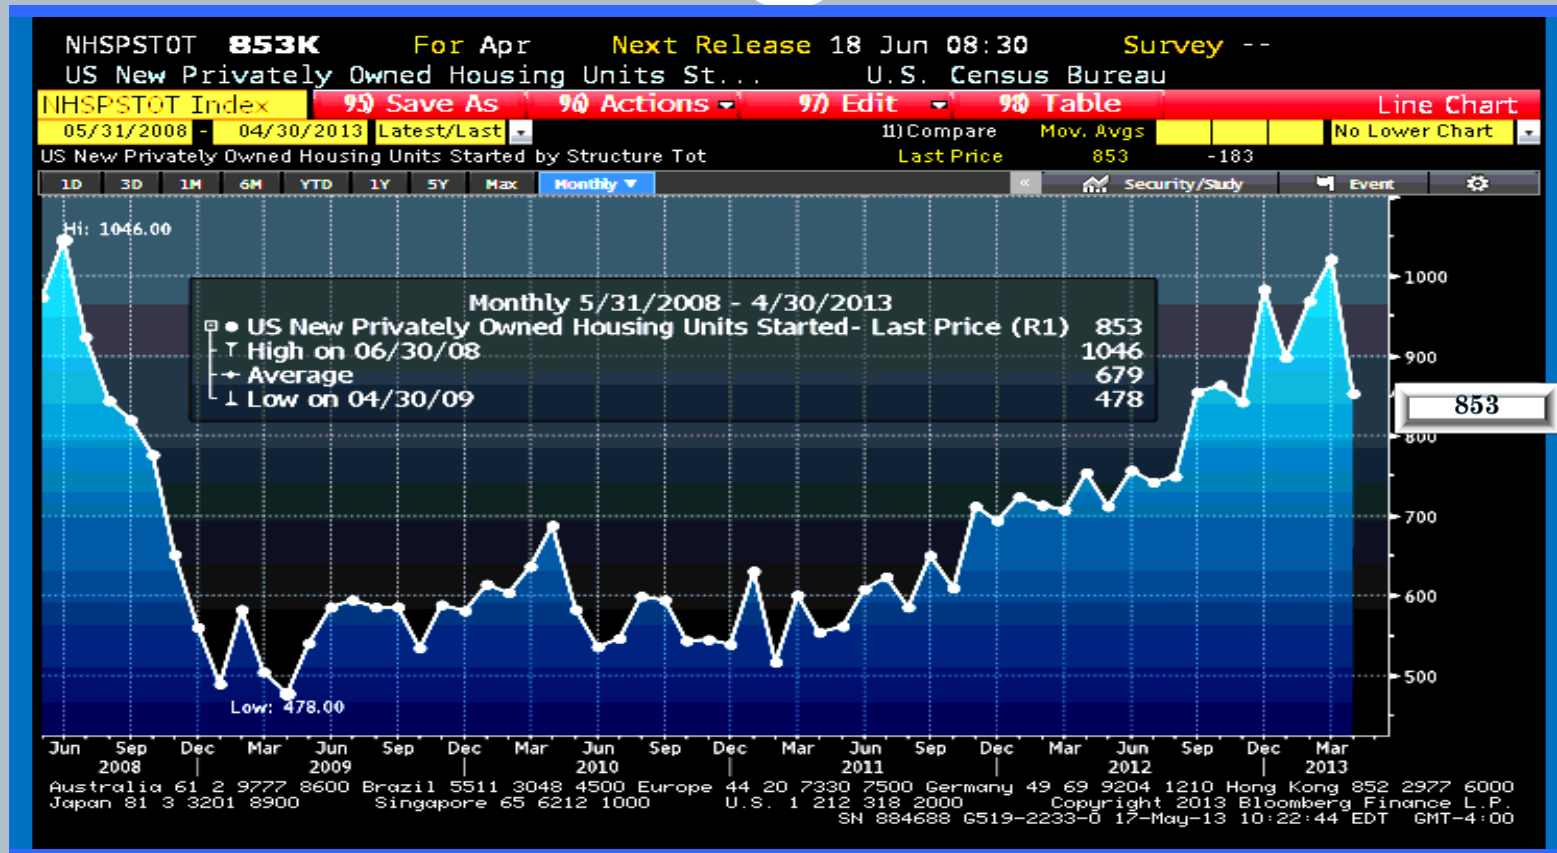 NHSPSTOT 853K For Apr Next Release 18 Jun 08:30 Survey --
US New Privately Owned Housing Units St... U.S. Census Bureau
NHSPSTOT Index 95) Save As 96) Actions 97) Edit 98) Table Line Chart
05/31/2008 - 04/30/2013 Latest/Last 11) Compare Mov. Avgs No Lower Chart
US New Privately Owned Housing Units Started by Structure Tot Last Price 853 -183
1D 3D 1M 6M YTD 1Y 5Y Max Monthly ▼ « Security/Study Event
Hi: 1046.00
Monthly 5/31/2008 - 4/30/2013
US New Privately Owned Housing Units Started- Last Price (R1) 853
High on 06/30/08 1046
Average 679
Low on 04/30/09 478
1000
900
853
800
700
600
500
Low: 478.00
Jun Sep Dec Mar Jun Sep Dec Mar Jun Sep Dec Mar Jun Sep Dec Mar Jun Sep Dec Mar
2008 2009 2010 2011 2012 2013
Australia 61 2 9777 8600 Brazil 5511 3048 4500 Europe 44 20 7330 7500 Germany 49 69 9204 1210 Hong Kong 852 2977 6000
Japan 81 3 3201 8900 Singapore 65 6212 1000 U.S. 1 212 318 2000 Copyright 2013 Bloomberg Finance L.P.
SN 884688 G519-2233-0 17-May-13 10:22:44 EDT GMT-4:00